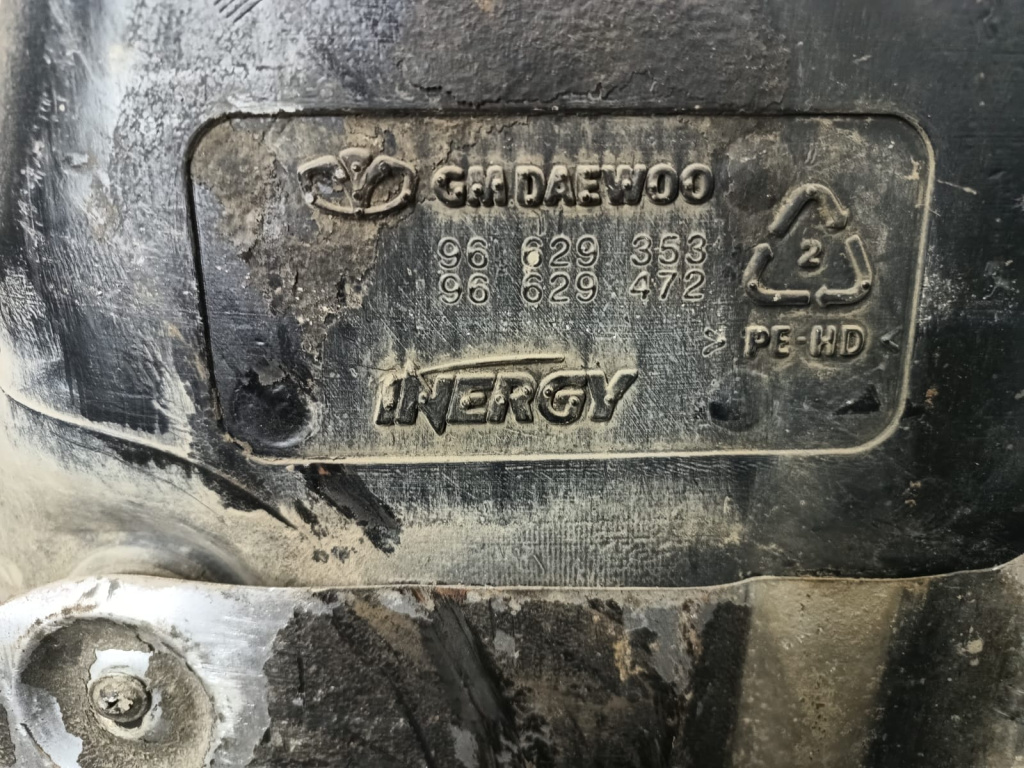 GM DAEWOO
96 629 353
96 629 472
2
PE-HD
INERGY